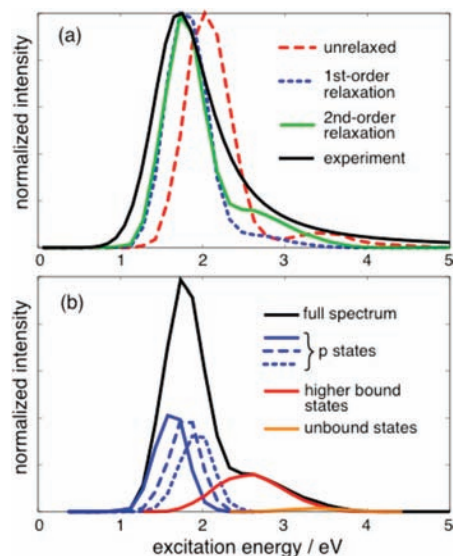 (a)
unrelaxed
1st-order
relaxation
2nd-order
relaxation
experiment
normalized intensity
0 1 2 3 4 5
(b)
full spectrum
p states
higher bound
states
unbound states
normalized intensity
0 1 2 3 4 5
excitation energy / eV